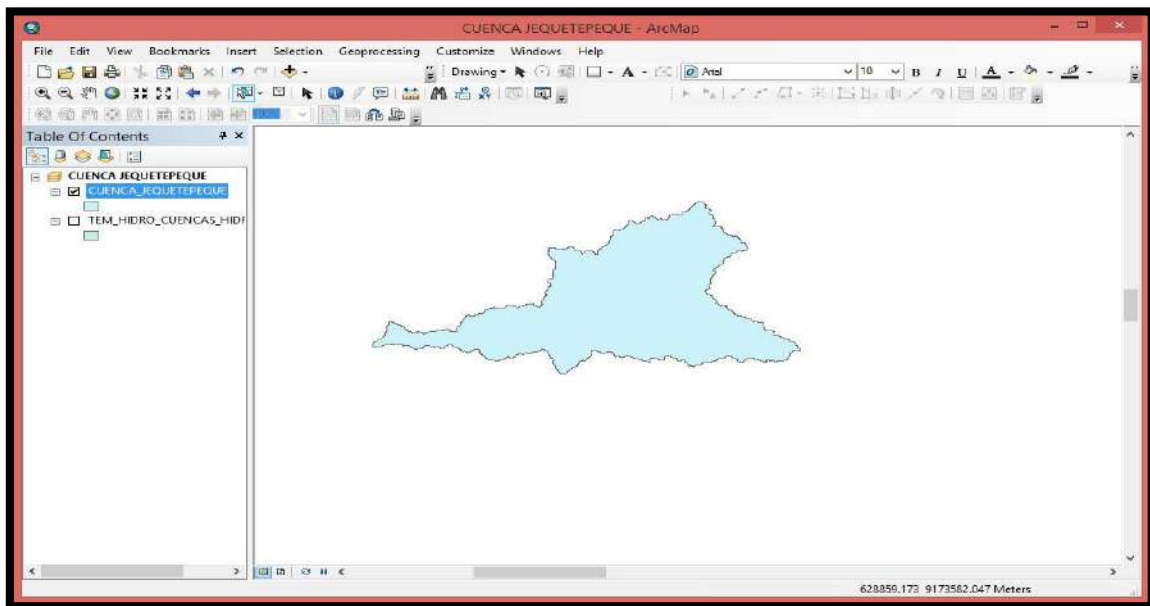 CUENCA JEQUETEPEQUE - ArcMap
File Edit View Bookmarks Insert Selection Geoprocessing Customize Windows Help
Drawing A Arial 10 B I U A
Table Of Contents
CUENCA JEQUETEPEQUE
CUENCA_JEQUETEPEQUE
TEM_HIDRO_CUENCAS_HIDR
628859.173 9173582.047 Meters